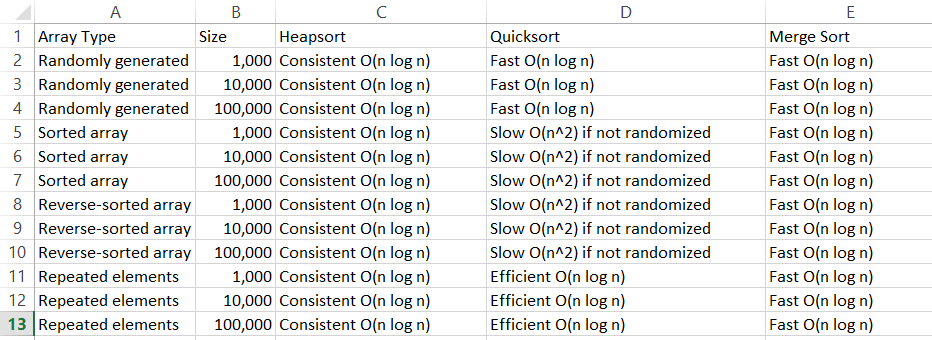 A B C D E
1 Array Type Size Heapsort Quicksort Merge Sort
2 Randomly generated 1,000 Consistent O(n log n) Fast O(n log n) Fast O(n log n)
3 Randomly generated 10,000 Consistent O(n log n) Fast O(n log n) Fast O(n log n)
4 Randomly generated 100,000 Consistent O(n log n) Fast O(n log n) Fast O(n log n)
5 Sorted array 1,000 Consistent O(n log n) Slow O(n^2) if not randomized Fast O(n log n)
6 Sorted array 10,000 Consistent O(n log n) Slow O(n^2) if not randomized Fast O(n log n)
7 Sorted array 100,000 Consistent O(n log n) Slow O(n^2) if not randomized Fast O(n log n)
8 Reverse-sorted array 1,000 Consistent O(n log n) Slow O(n^2) if not randomized Fast O(n log n)
9 Reverse-sorted array 10,000 Consistent O(n log n) Slow O(n^2) if not randomized Fast O(n log n)
10 Reverse-sorted array 100,000 Consistent O(n log n) Slow O(n^2) if not randomized Fast O(n log n)
11 Repeated elements 1,000 Consistent O(n log n) Efficient O(n log n) Fast O(n log n)
12 Repeated elements 10,000 Consistent O(n log n) Efficient O(n log n) Fast O(n log n)
13 Repeated elements 100,000 Consistent O(n log n) Efficient O(n log n) Fast O(n log n)